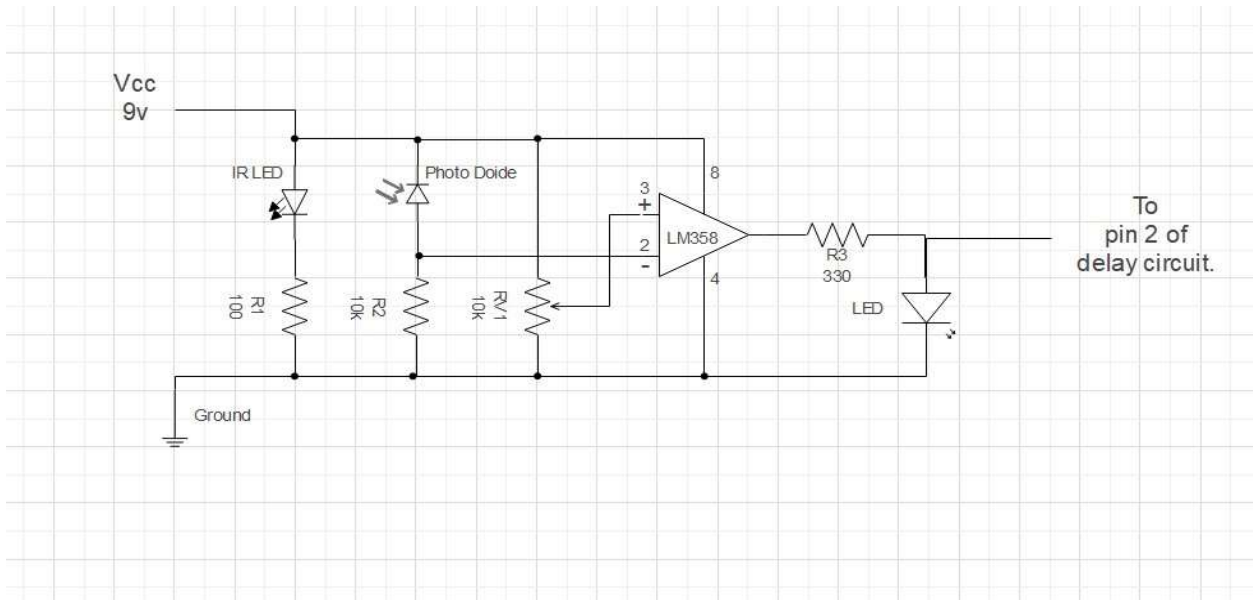 Vcc
9v
IR LED
Photo Doide
8
3
+
To
pin 2 of
delay circuit.
LM358
2
-
4
R3
330
LED
R1
100
R2
10k
RV1
10k
Ground